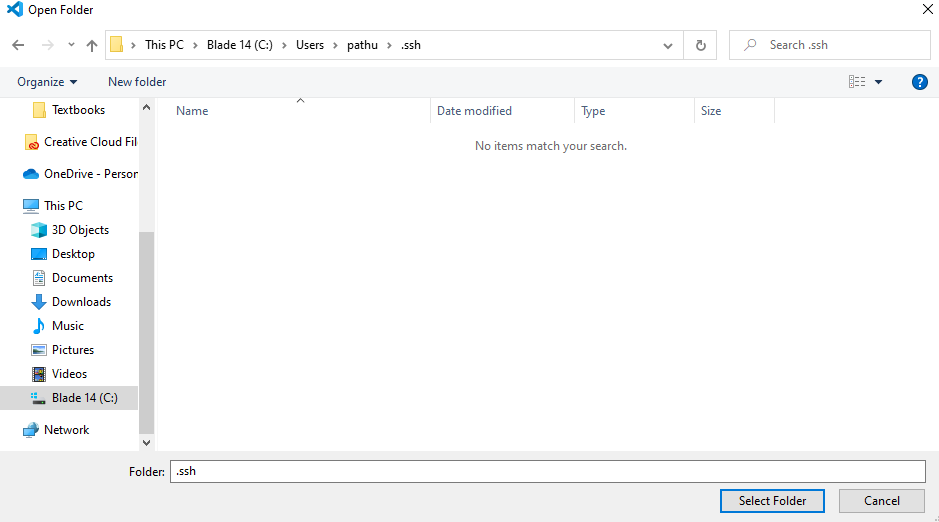 Open Folder
This PC
Blade 14 (C:)
Users
pathu
.ssh
Search .ssh
Organize
New folder
?
Textbooks
Creative Cloud Fil
OneDrive - Person
This PC
3D Objects
Desktop
Documents
Downloads
Music
Pictures
Videos
Blade 14 (C:)
Network
Name
Date modified
Type
Size
No items match your search.
Folder:
.ssh
Select Folder
Cancel